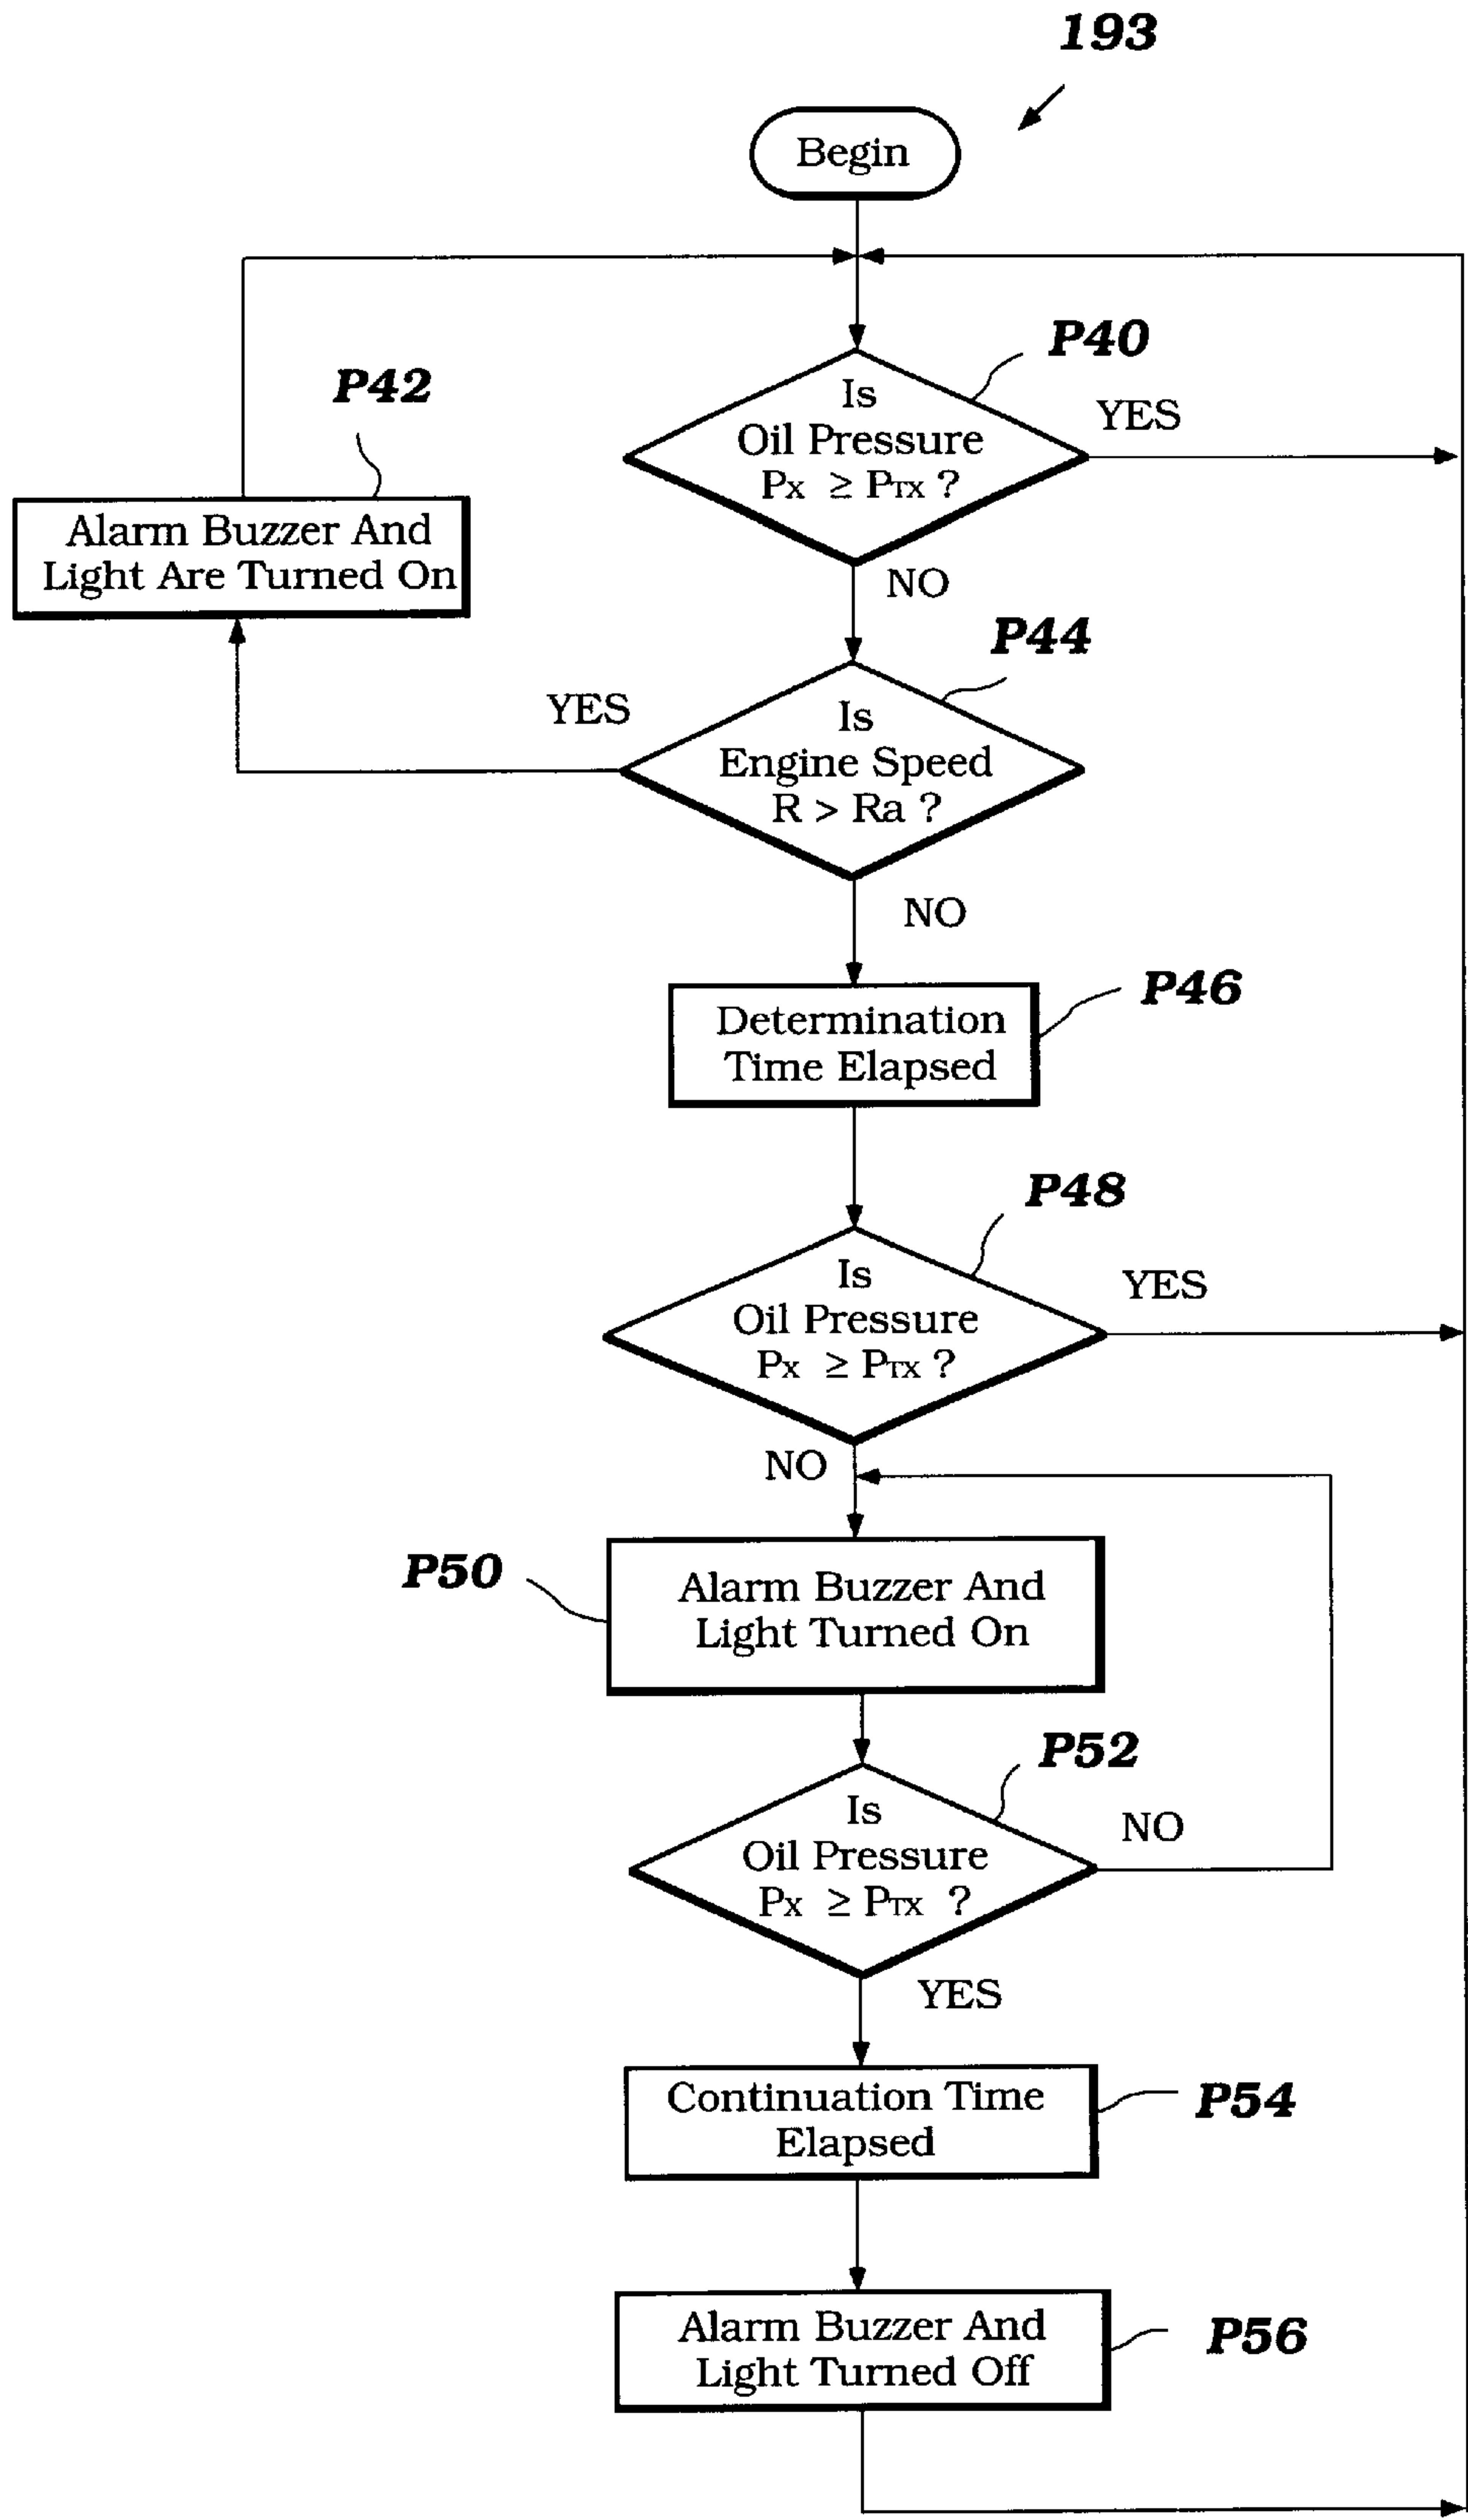 193
Begin
P40
Is
Oil Pressure
PX ≥ PTX ?
YES
NO
P42
Alarm Buzzer And
Light Are Turned On
P44
Is
Engine Speed
R > Ra ?
YES
NO
P46
Determination
Time Elapsed
P48
Is
Oil Pressure
PX ≥ PTX ?
YES
NO
P50
Alarm Buzzer And
Light Turned On
P52
Is
Oil Pressure
PX ≥ PTX ?
NO
YES
Continuation Time
Elapsed
P54
Alarm Buzzer And
Light Turned Off
P56